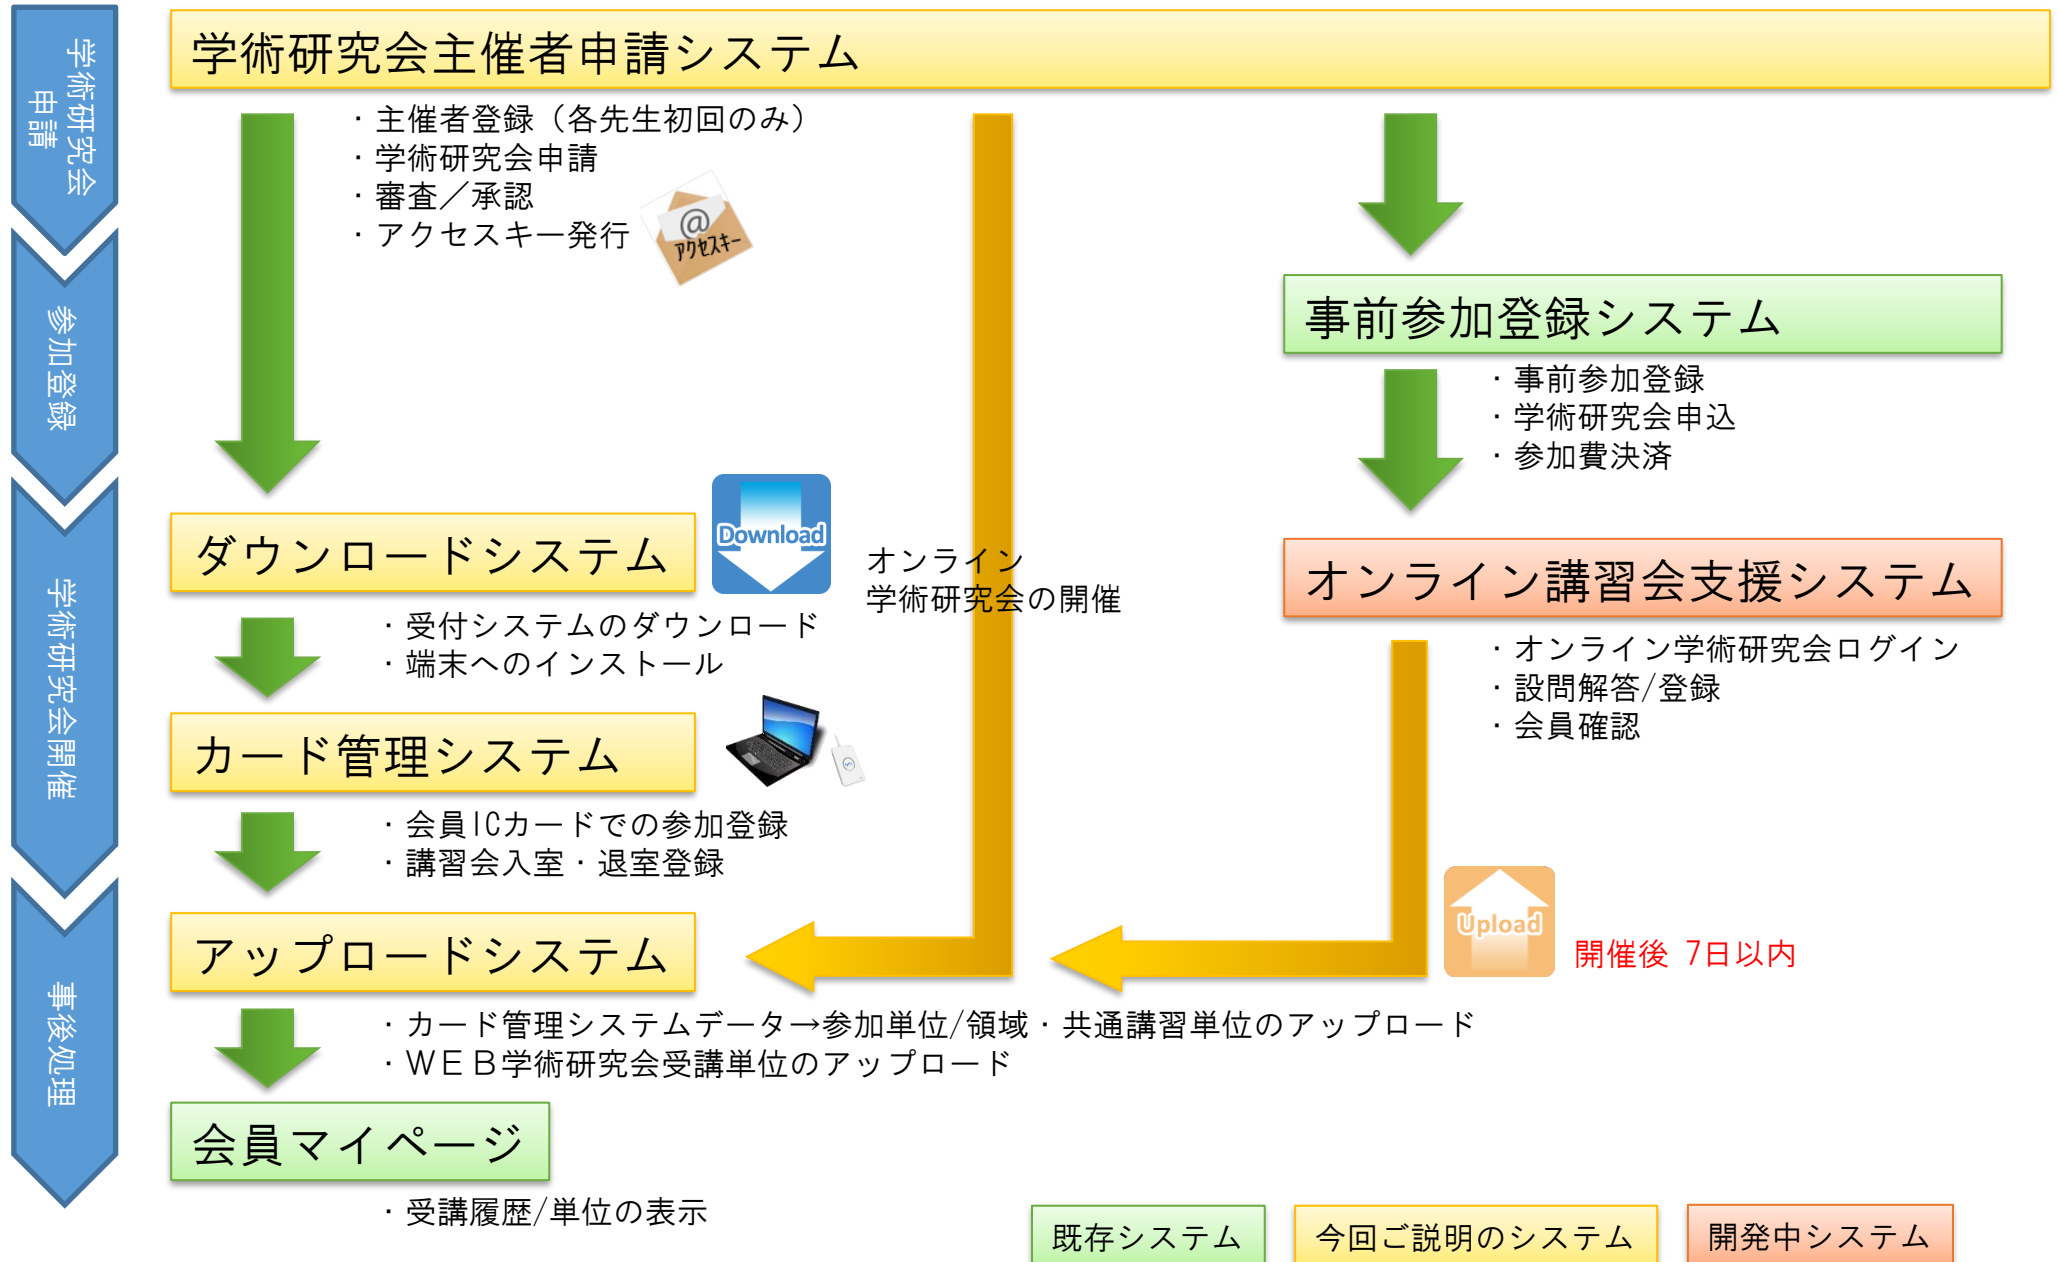 学術研究会
申請
参加登録
学術研究会開催
事後処理
学術研究会主催者申請システム
・主催者登録（各先生初回のみ）
・学術研究会申請
・審査／承認
・アクセスキー発行
@
アクセスキー
事前参加登録システム
・事前参加登録
・学術研究会申込
・参加費決済
ダウンロードシステム
Download
オンライン
学術研究会の開催
・受付システムのダウンロード
・端末へのインストール
オンライン講習会支援システム
・オンライン学術研究会ログイン
・設問解答/登録
・会員確認
カード管理システム
・会員ICカードでの参加登録
・講習会入室・退室登録
アップロードシステム
Upload
開催後 7日以内
・カード管理システムデータ→参加単位/領域・共通講習単位のアップロード
・ＷＥＢ学術研究会受講単位のアップロード
会員マイページ
・受講履歴/単位の表示
既存システム
今回ご説明のシステム
開発中システム